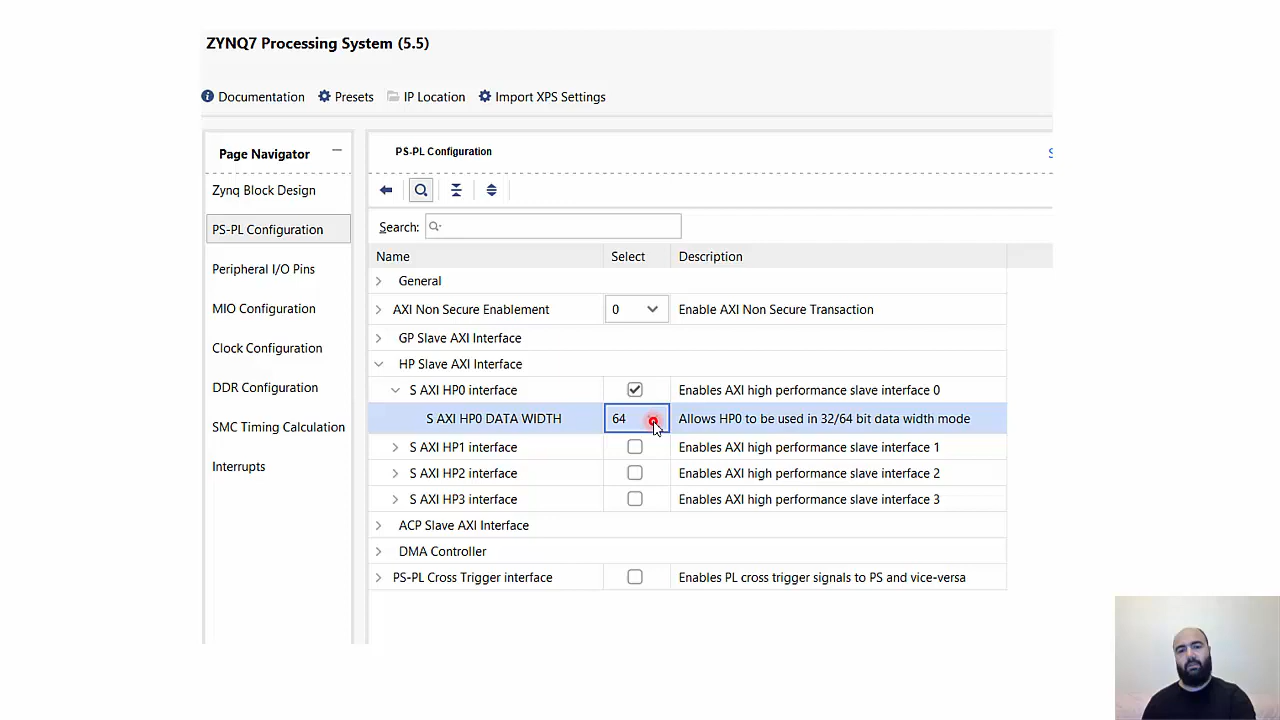 ZYNQ7 Processing System (5.5)
Documentation Presets IP Location Import XPS Settings
Page Navigator
Zynq Block Design
PS-PL Configuration
Peripheral I/O Pins
MIO Configuration
Clock Configuration
DDR Configuration
SMC Timing Calculation
Interrupts
PS-PL Configuration
Search:
Name Select Description
General
AXI Non Secure Enablement 0 Enable AXI Non Secure Transaction
GP Slave AXI Interface
HP Slave AXI Interface
S AXI HP0 interface Enables AXI high performance slave interface 0
S AXI HP0 DATA WIDTH 64 Allows HP0 to be used in 32/64 bit data width mode
S AXI HP1 interface Enables AXI high performance slave interface 1
S AXI HP2 interface Enables AXI high performance slave interface 2
S AXI HP3 interface Enables AXI high performance slave interface 3
ACP Slave AXI Interface
DMA Controller
PS-PL Cross Trigger interface Enables PL cross trigger signals to PS and vice-versa